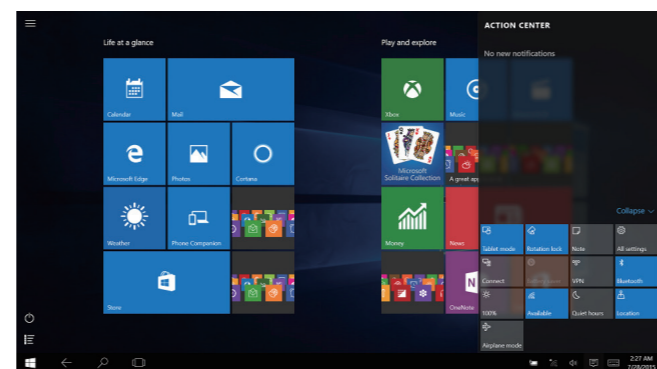 Life at a glance
Calendar
Mail
Microsoft Edge
Photos
Cortana
Weather
Phone Companion
Store
Play and explore
Xbox
Music
Microsoft
Solitaire Collection
A great app
Money
News
OneNote
ACTION CENTER
No new notifications
Collapse
Tablet mode
Rotation lock
Note
All settings
Connect
VPN
Bluetooth
100%
Available
Quiet hours
Location
Airplane mode
2:27 AM
7/28/2015